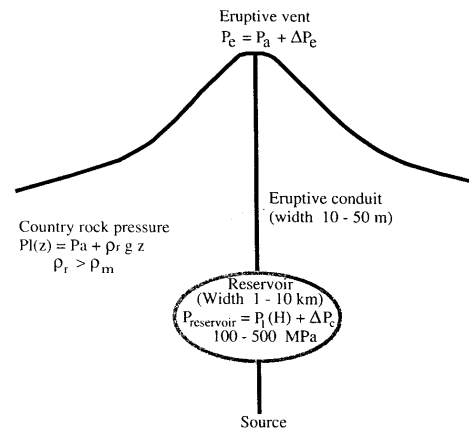 Eruptive vent
Pe = Pa + ΔPe
Eruptive conduit
(width 10 - 50 m)
Country rock pressure
Pl(z) = Pa + ρr g z
ρr > ρm
Reservoir
(Width 1 - 10 km)
Preservoir = Pl (H) + ΔPc
100 - 500 MPa
Source